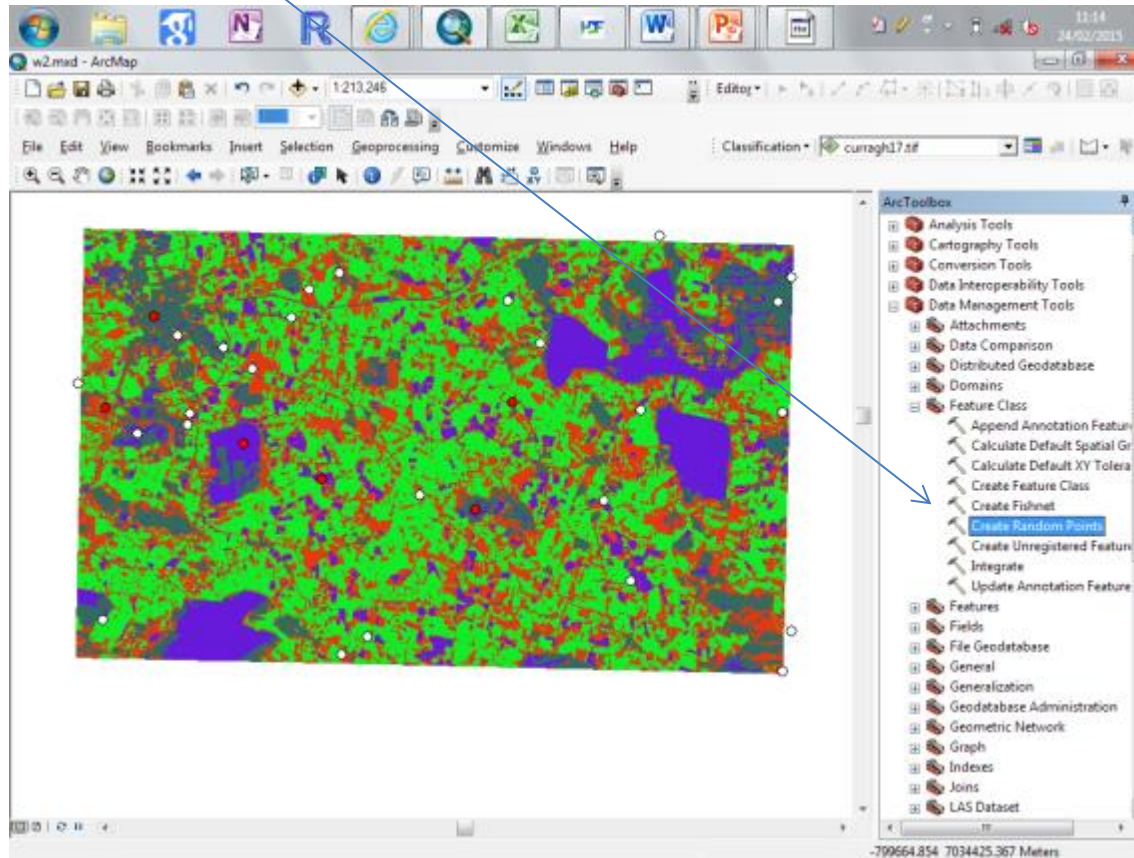 11:14
24/02/2015
w2.mxd - ArcMap
1:213,246
Editor
File Edit View Bookmarks Insert Selection Geoprocessing Customize Windows Help
Classification
curragh17.tif
ArcToolbox
Analysis Tools
Cartography Tools
Conversion Tools
Data Interoperability Tools
Data Management Tools
Attachments
Data Comparison
Distributed Geodatabase
Domains
Feature Class
Append Annotation Featur
Calculate Default Spatial Gr
Calculate Default XY Tolera
Create Feature Class
Create Fishnet
Create Random Points
Create Unregistered Featur
Integrate
Update Annotation Feature
Features
Fields
File Geodatabase
General
Generalization
Geodatabase Administration
Geometric Network
Graph
Indexes
Joins
LAS Dataset
-799664.854 7034425.367 Meters